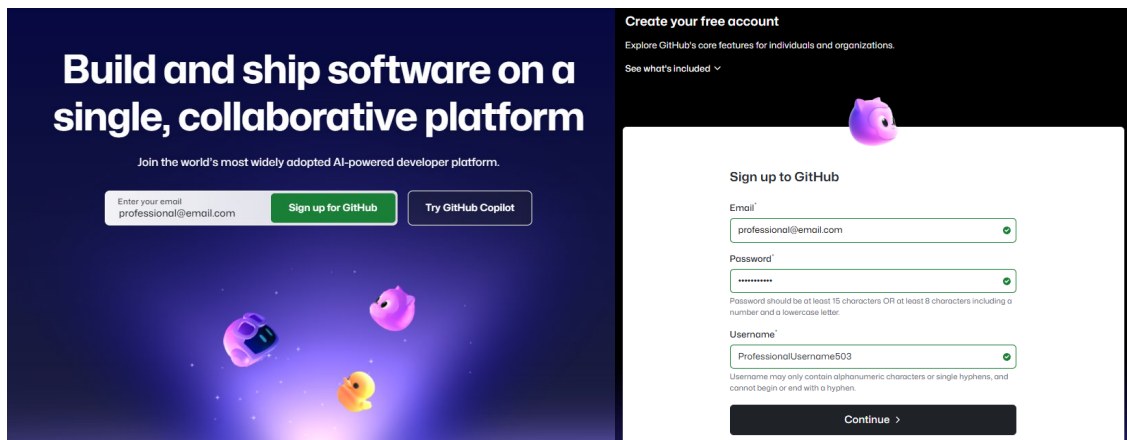 Build and ship software on a
single, collaborative platform
Join the world's most widely adopted AI-powered developer platform.
Enter your email
professional@email.com
Sign up for GitHub
Try GitHub Copilot
Create your free account
Explore GitHub's core features for individuals and organizations.
See what's included
Sign up to GitHub
Email*
professional@email.com
Password*
•••••••••••
Password should be at least 15 characters OR at least 8 characters including a
number and a lowercase letter.
Username*
ProfessionalUsername503
Username may only contain alphanumeric characters or single hyphens, and
cannot begin or end with a hyphen.
Continue >